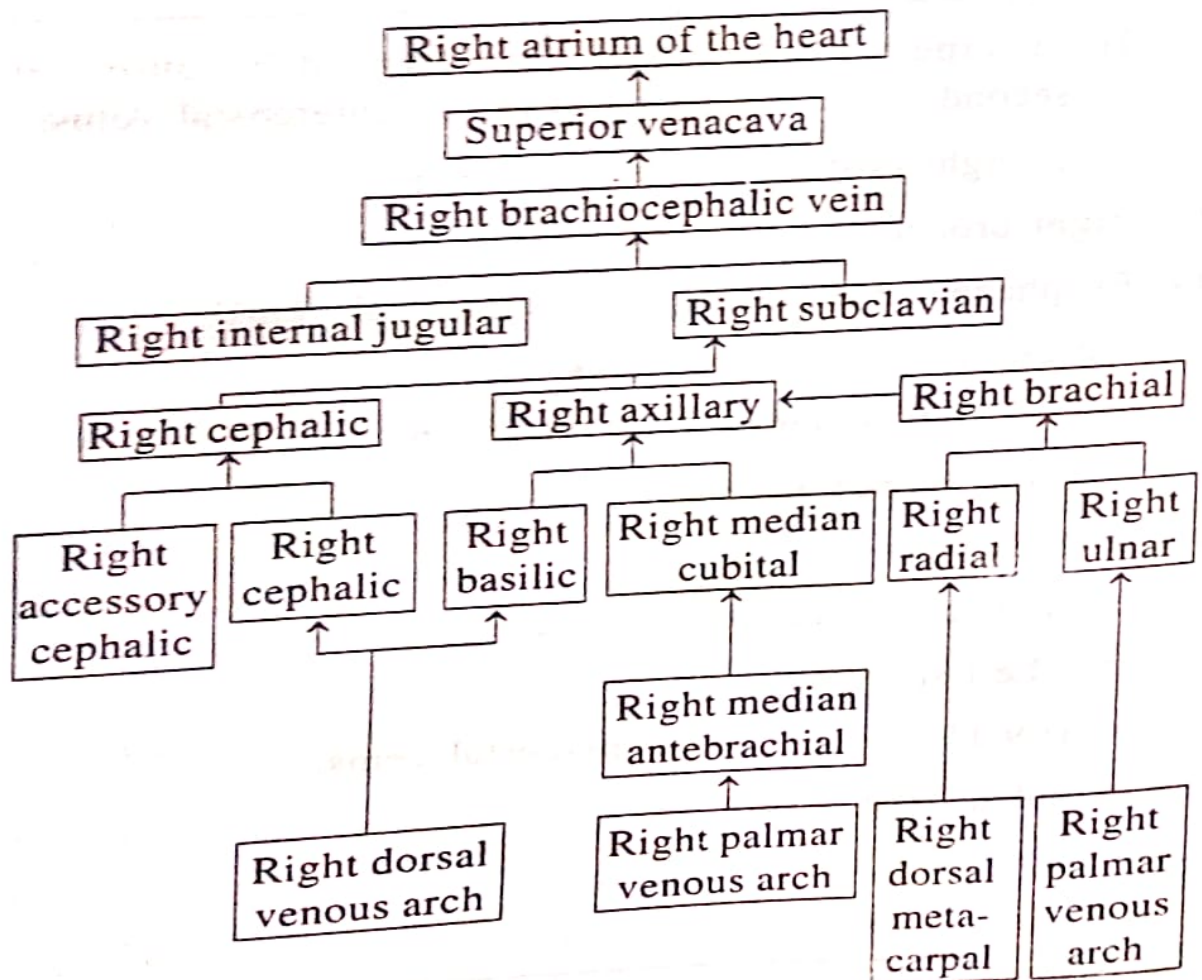 Right atrium of the heart
Superior venacava
Right brachiocephalic vein
Right internal jugular
Right subclavian
Right cephalic
Right axillary
Right brachial
Right
accessory
cephalic
Right
cephalic
Right
basilic
Right median
cubital
Right
radial
Right
ulnar
Right median
antebrachial
Right dorsal
venous arch
Right palmar
venous arch
Right
dorsal
meta-
carpal
Right
palmar
venous
arch